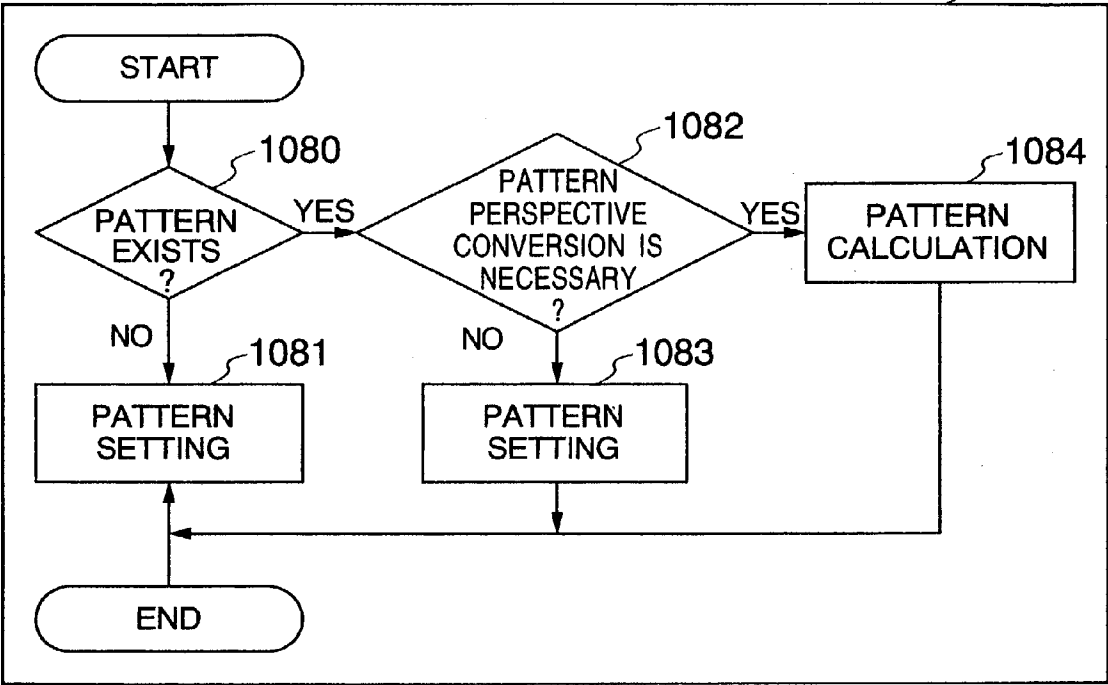 START
1080
PATTERN
EXISTS
?
YES
NO
1082
PATTERN
PERSPECTIVE
CONVERSION IS
NECESSARY
?
YES
NO
1084
PATTERN
CALCULATION
1081
PATTERN
SETTING
1083
PATTERN
SETTING
END